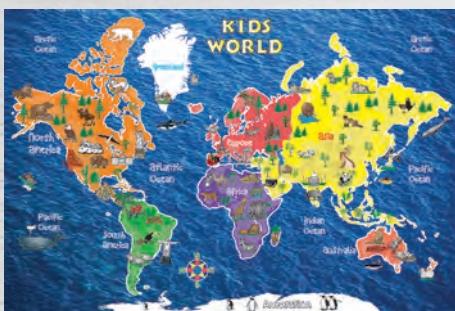 KIDS
WORLD
Arctic
Ocean
Arctic
Ocean
Greenland
North
America
Europe
Asia
Atlantic
Ocean
Pacific
Ocean
Africa
Pacific
Ocean
South
America
Indian
Ocean
Australia
Antarctica